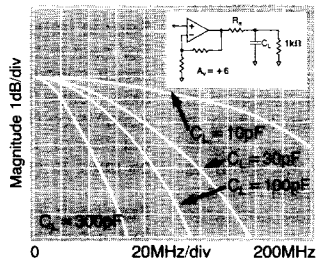 Magnitude 1dB/div
Rs
CL
1kΩ
Av = +6
CL = 10pF
CL = 30pF
CL = 100pF
CL = 300pF
0
20MHz/div
200MHz